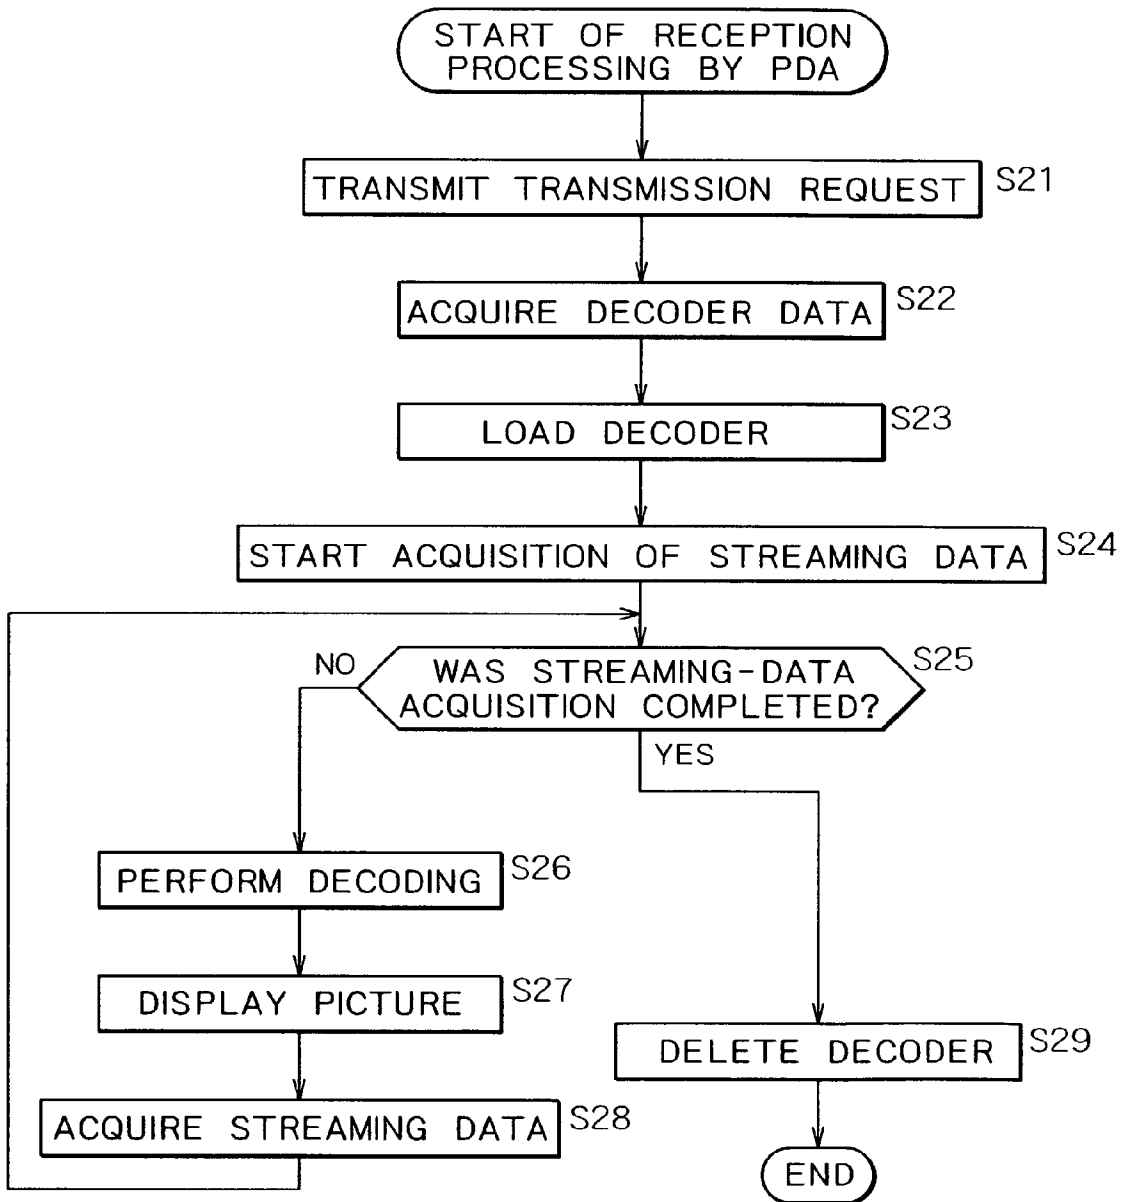 START OF RECEPTION
PROCESSING BY PDA
TRANSMIT TRANSMISSION REQUEST
S21
ACQUIRE DECODER DATA
S22
LOAD DECODER
S23
START ACQUISITION OF STREAMING DATA
S24
WAS STREAMING-DATA
ACQUISITION COMPLETED?
S25
NO
YES
PERFORM DECODING
S26
DISPLAY PICTURE
S27
ACQUIRE STREAMING DATA
S28
DELETE DECODER
S29
END